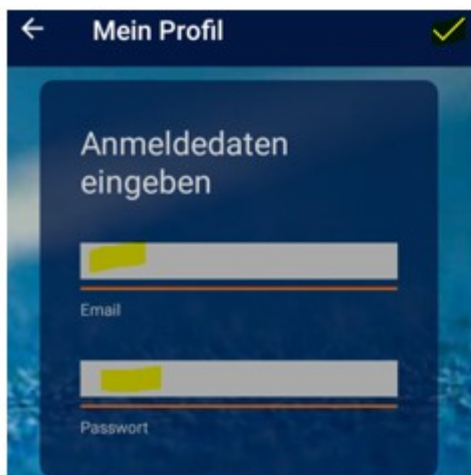 Mein Profil
Anmeldedaten
eingeben
Email
Passwort